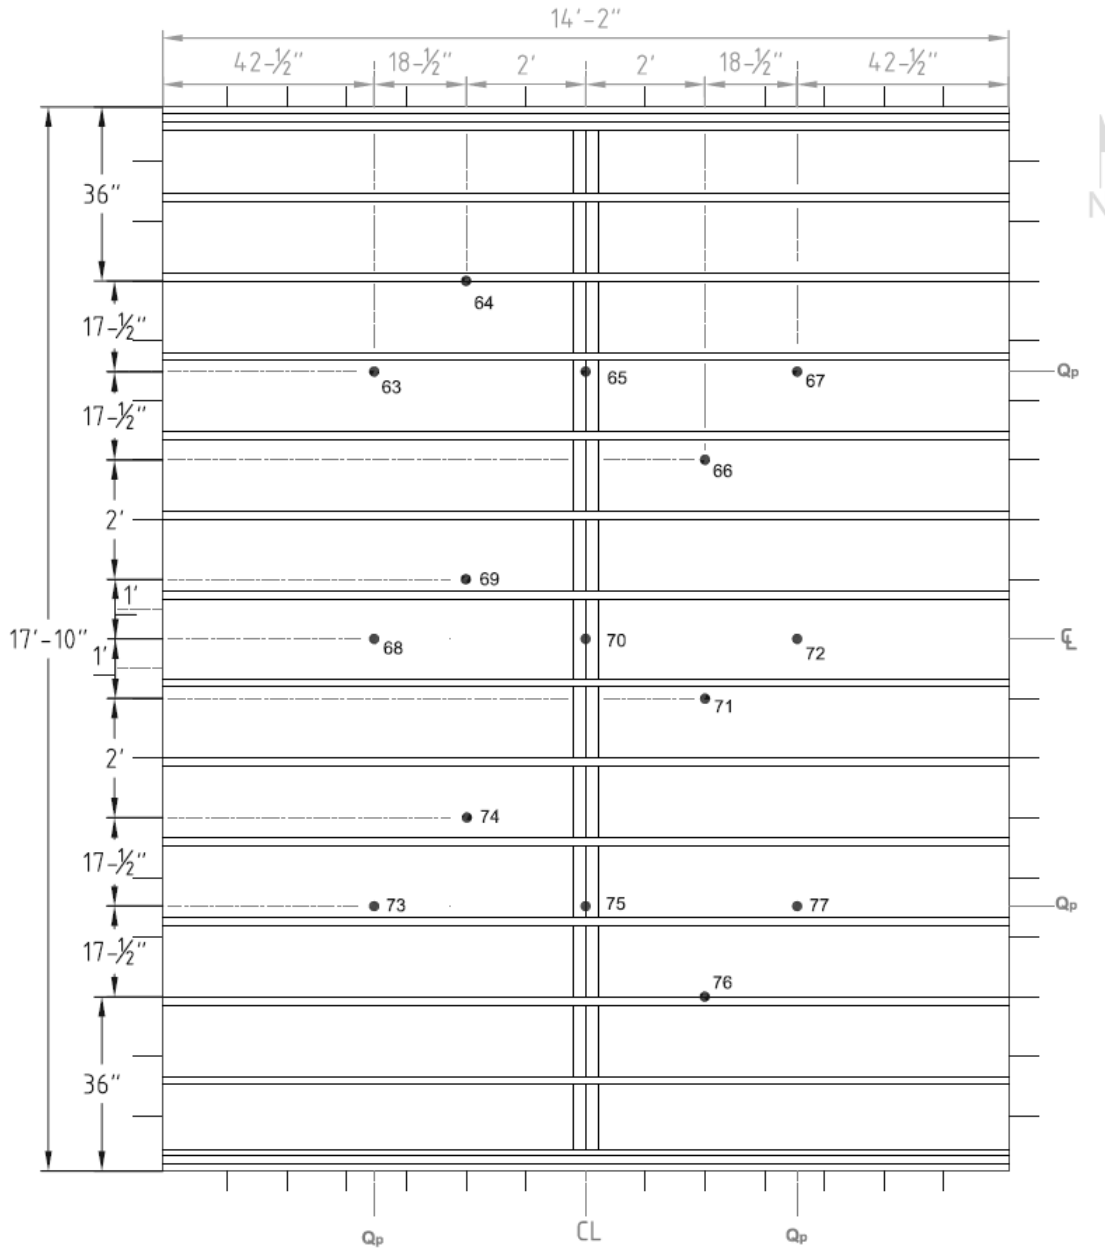 14'-2"
42-½" 18-½" 2' 2' 18-½" 42-½"
36"
N
64
17-½"
63 65 67 Qp
17-½"
66
2'
69
1'
17'-10" 68 70 72 ℄
1'
71
2'
74
17-½"
73 75 77 Qp
17-½"
76
36"
Qp CL Qp